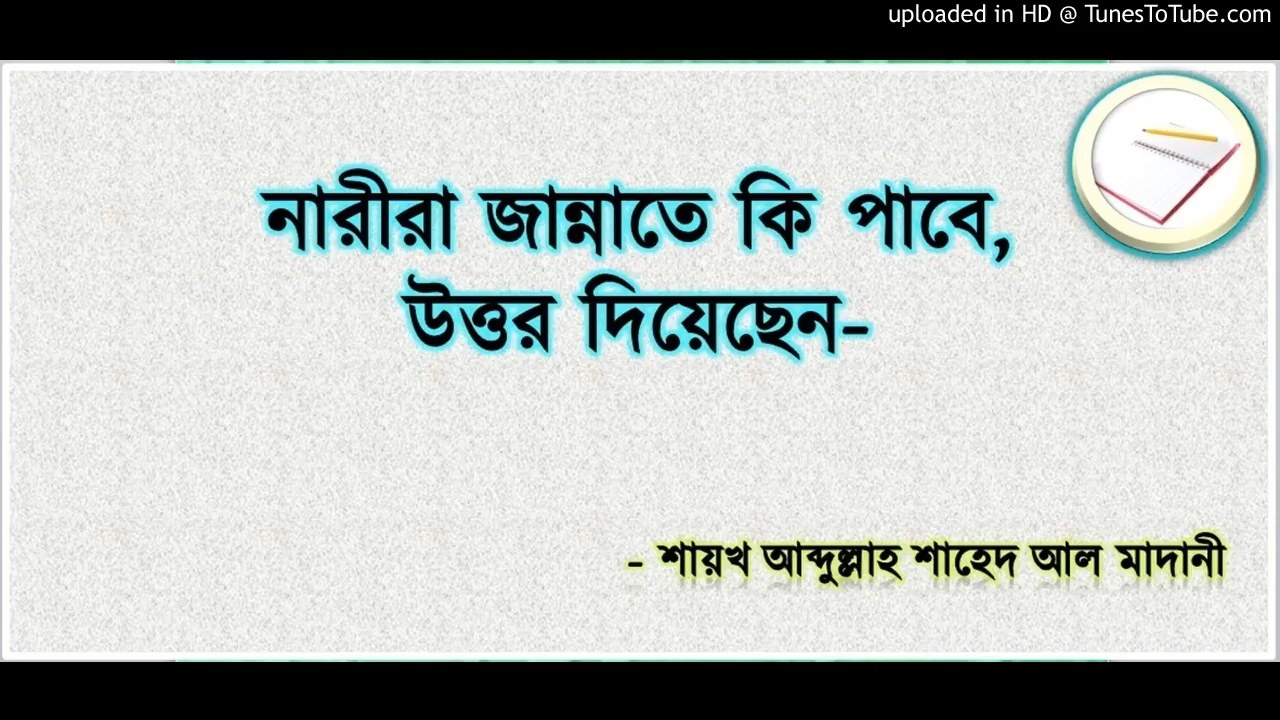 uploaded in HD @ TunesToTube.com
নারীরা জান্নাতে কি পাবে,
উত্তর দিয়েছেন-
- শায়খ আব্দুল্লাহ শাহেদ আল মাদানী